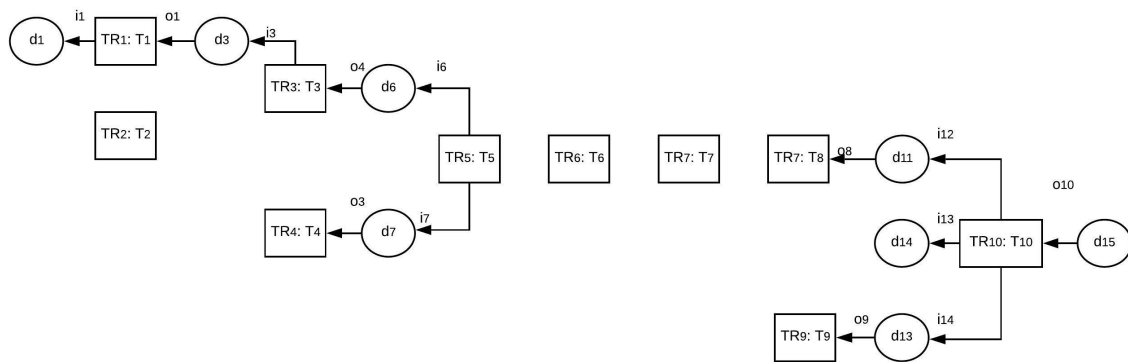 i1
o1
i3
d1
TR1: T1
d3
o4
i6
TR3: T3
d6
TR2: T2
i12
TR5: T5
TR6: T6
TR7: T7
TR7: T8
o8
d11
o10
o3
i7
i13
TR4: T4
d7
d14
TR10: T10
d15
o9
i14
TR9: T9
d13